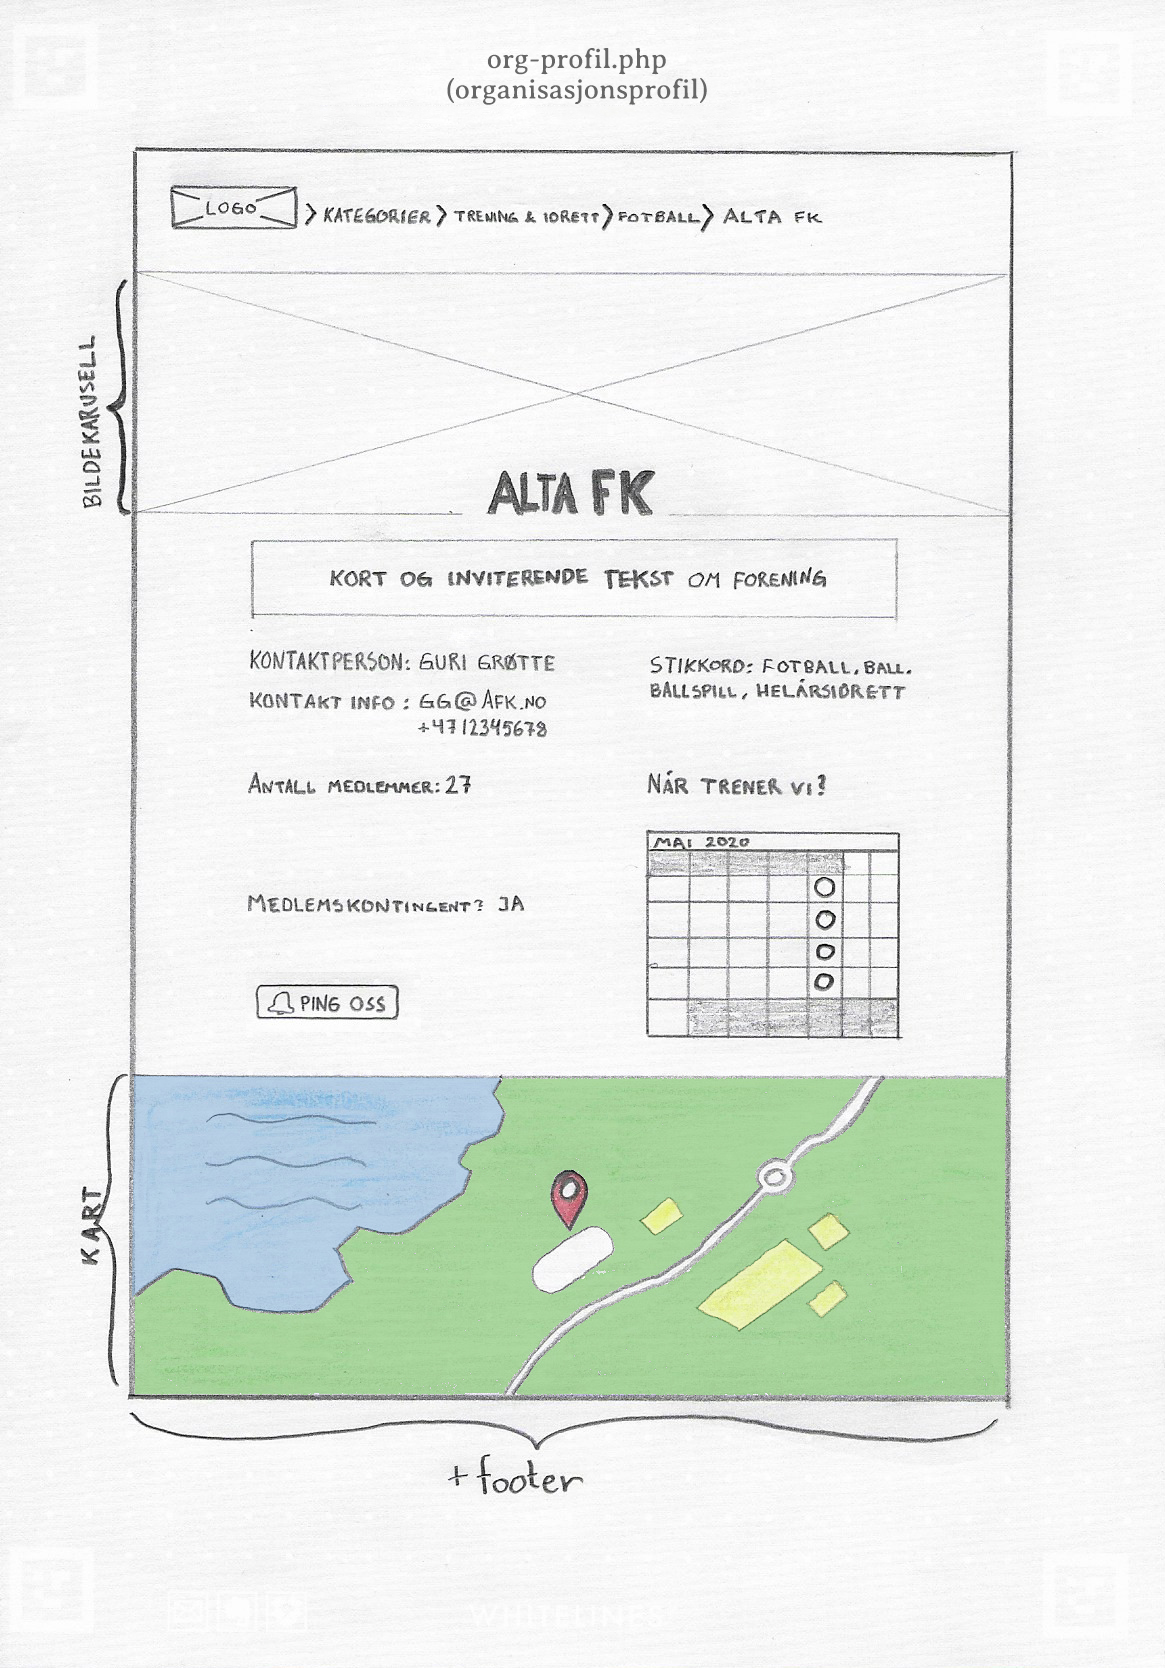 org-profil.php
(organisasjonsprofil)
LOGO > KATEGORIER > TRENING & IDRETT > FOTBALL > ALTA FK
BILDEKARUSELL
ALTA FK
KORT OG INVITERENDE TEKST OM FORENING
KONTAKTPERSON: GURI GRØTTE
KONTAKT INFO : GG@AFK.NO
+4712345678
STIKKORD: FOTBALL, BALL.
BALLSPILL, HELÅRSIDRETT
ANTALL MEDLEMMER: 27
NÅR TRENER VI?
MAI 2020
MEDLEMSKONTINGENT? JA
PING OSS
KART
+ footer
WHITELINES